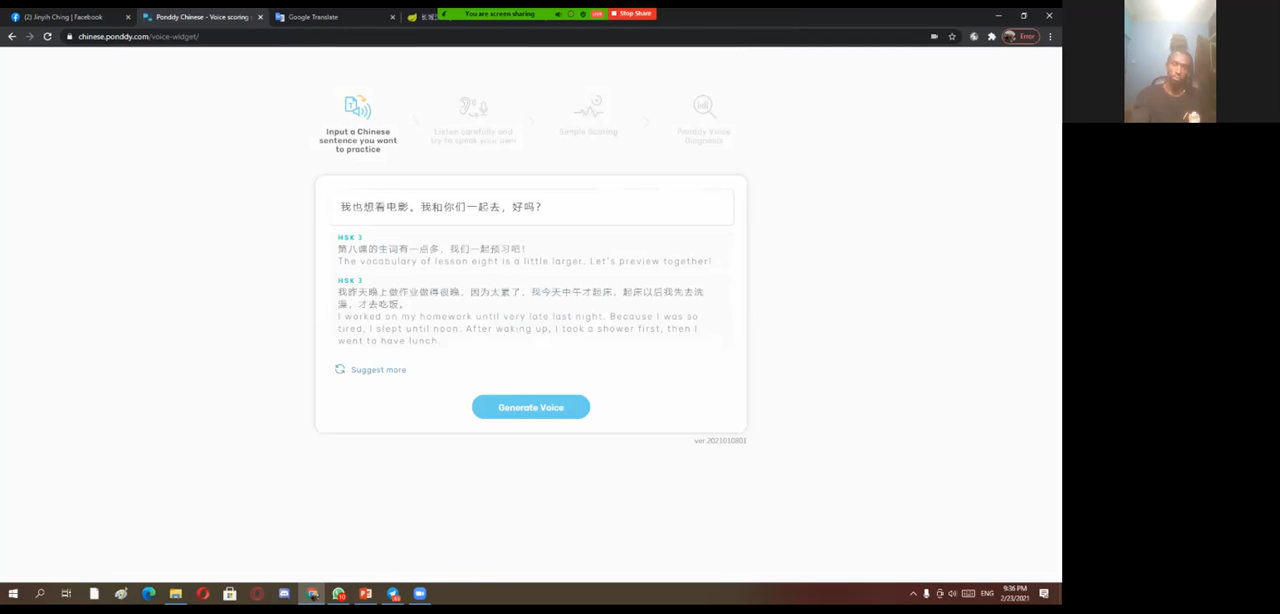 (2) Jinyih Ching | Facebook
Ponddy Chinese - Voice scoring
Google Translate
You are screen sharing
LIVE
Stop Share
chinese.ponddy.com/voice-widget/
Error
Input a Chinese
sentence you want
to practice
Listen carefully and
try to speak your own
Simple Scoring
Ponddy Voice
Diagnosis
我也想看电影。我和你们一起去，好吗？
HSK 3
第八课的生词有一点多，我们一起预习吧！
The vocabulary of lesson eight is a little larger. Let's preview together!
HSK 3
我昨天晚上做作业做得很晚，因为太累了，我今天中午才起床，起床以后我先去洗
澡，才去吃饭。
I worked on my homework until very late last night. Because I was so
tired, I slept until noon. After waking up, I took a shower first, then I
went to have lunch.
Suggest more
Generate Voice
ver.2021010801
ENG
9:36 PM
2/23/2021